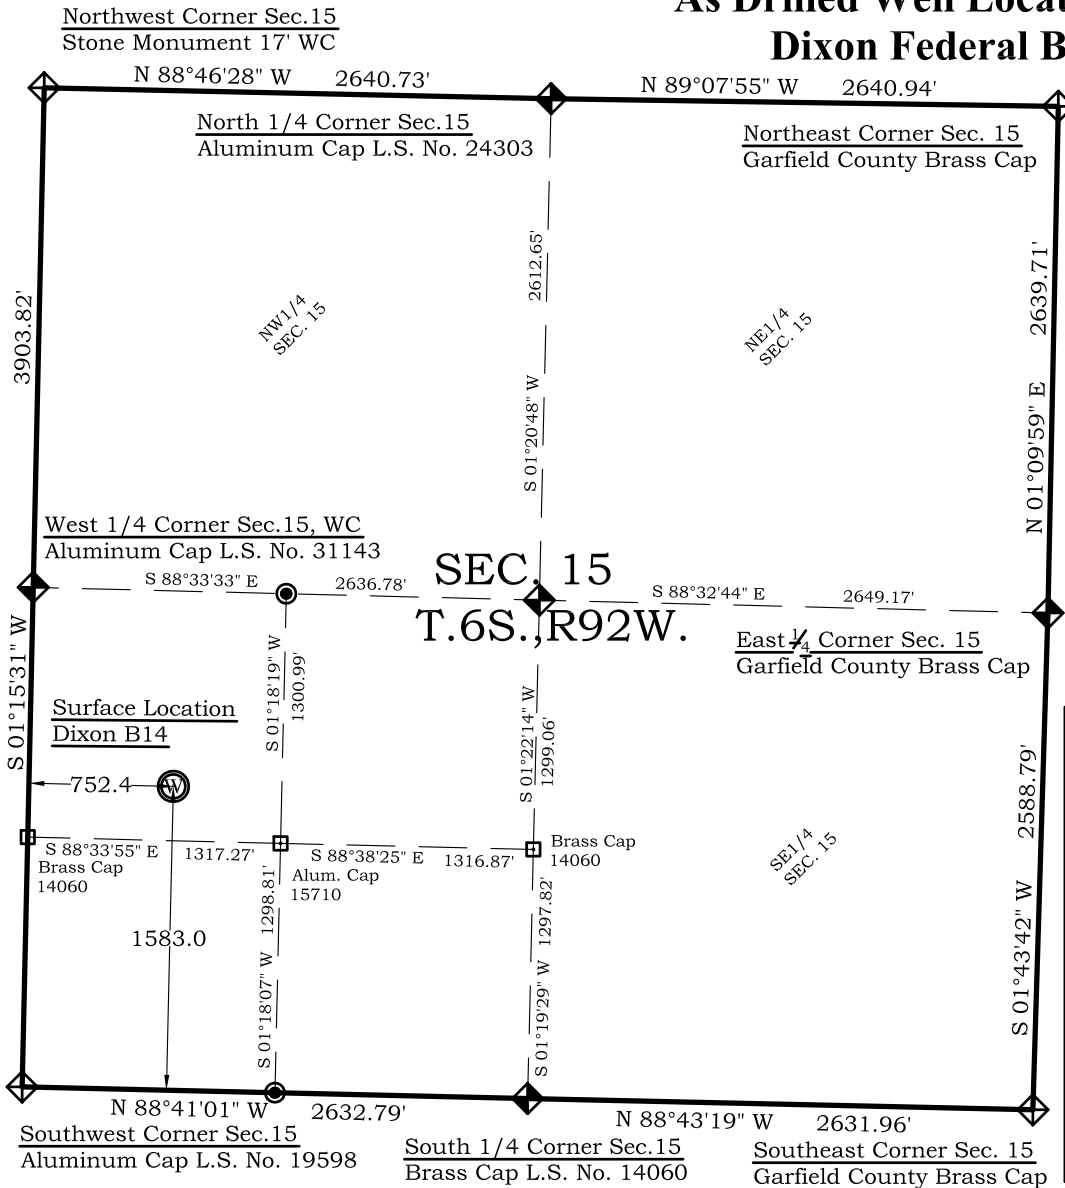 As Drilled Well Locat
Dixon Federal B
Northwest Corner Sec.15
Stone Monument 17' WC
N 88°46'28" W 2640.73'
N 89°07'55" W 2640.94'
North 1/4 Corner Sec.15
Aluminum Cap L.S. No. 24303
Northeast Corner Sec. 15
Garfield County Brass Cap
3903.82'
2612.65'
2639.71'
NW1/4
SEC. 15
NE1/4
SEC. 15
S 01°20'48" W
N 01°09'59" E
West 1/4 Corner Sec.15, WC
Aluminum Cap L.S. No. 31143
S 88°33'33" E 2636.78'
SEC. 15
T.6S.,R92W.
S 88°32'44" E 2649.17'
East 1/4 Corner Sec. 15
Garfield County Brass Cap
S 01°15'31" W
S 01°18'19" W
1300.99'
S 01°22'14" W
1299.06'
Surface Location
Dixon B14
752.4
W
2588.79'
S 88°33'55" E 1317.27'
Brass Cap
14060
S 88°38'25" E 1316.87'
Alum. Cap
15710
Brass Cap
14060
SE1/4
SEC. 15
1583.0
S 01°18'07" W 1298.81'
S 01°19'29" W 1297.82'
S 01°43'42" W
N 88°41'01" W 2632.79'
N 88°43'19" W 2631.96'
Southwest Corner Sec.15
Aluminum Cap L.S. No. 19598
South 1/4 Corner Sec.15
Brass Cap L.S. No. 14060
Southeast Corner Sec. 15
Garfield County Brass Cap